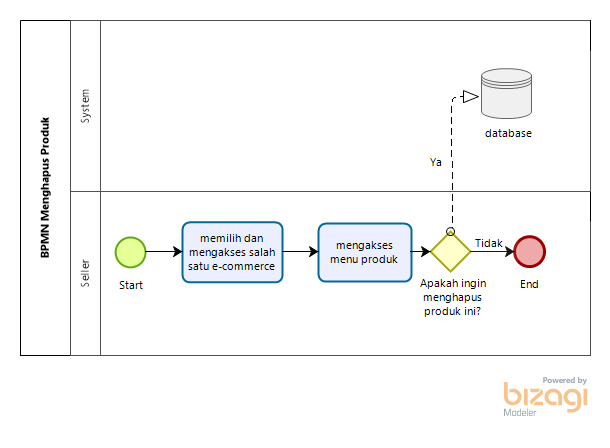 BPMN Menghapus Produk
System
database
Ya
Seller
Start
memilih dan
mengakses salah
satu e-commerce
mengakses
menu produk
Tidak
Apakah ingin
menghapus
produk ini?
End
Powered by
bizagi
Modeler